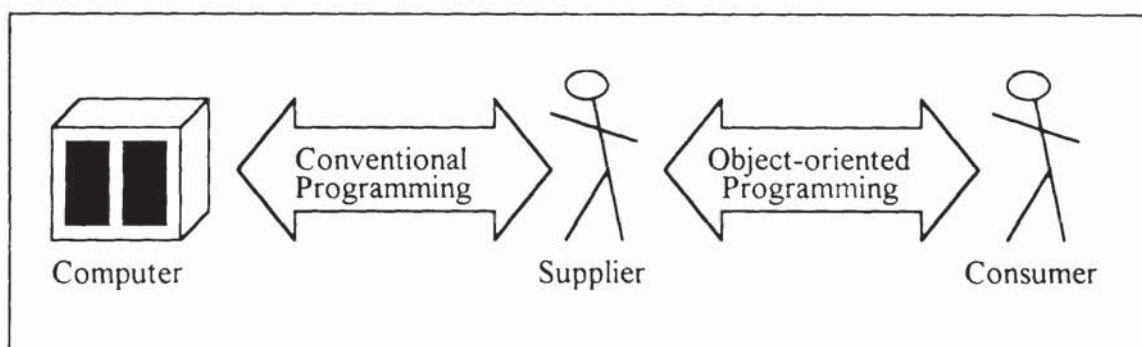 Conventional
Programming
Object-oriented
Programming
Computer
Supplier
Consumer